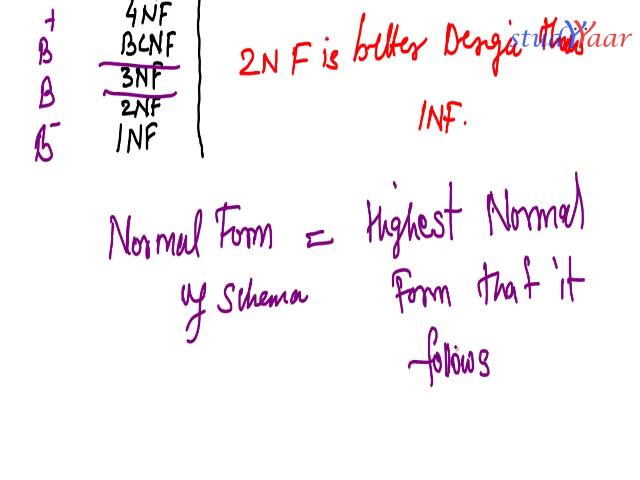 4NF
+
BCNF
B
3NF
B
2NF
B-
1NF
2NF is better Design than
1NF.
studyyaar
Normal Form = Highest Normal
of schema Form that it
follows